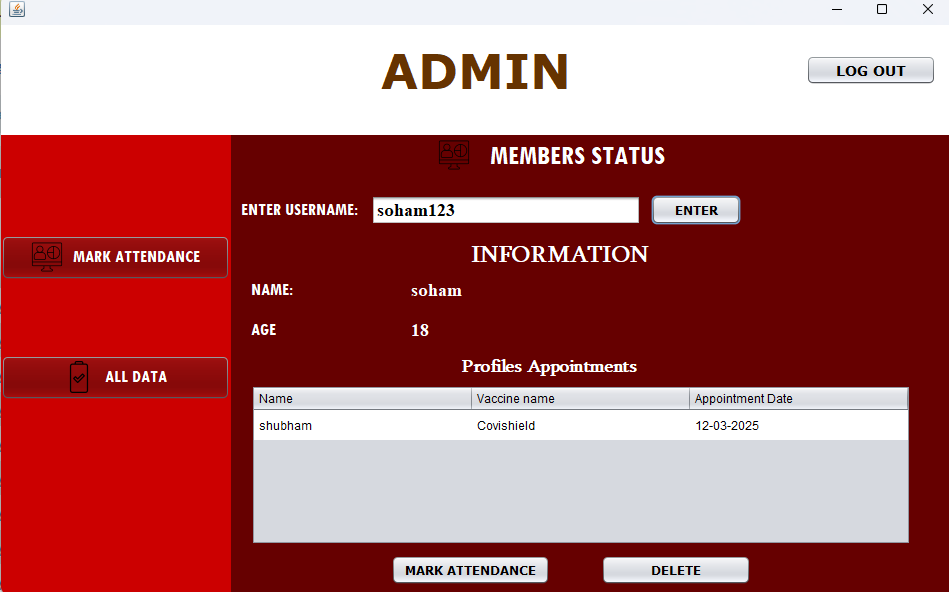 ADMIN
LOG OUT
MEMBERS STATUS
ENTER USERNAME: soham123 ENTER
INFORMATION
MARK ATTENDANCE
NAME: soham
AGE 18
Profiles Appointments
ALL DATA
Name Vaccine name Appointment Date
shubham Covishield 12-03-2025
MARK ATTENDANCE DELETE